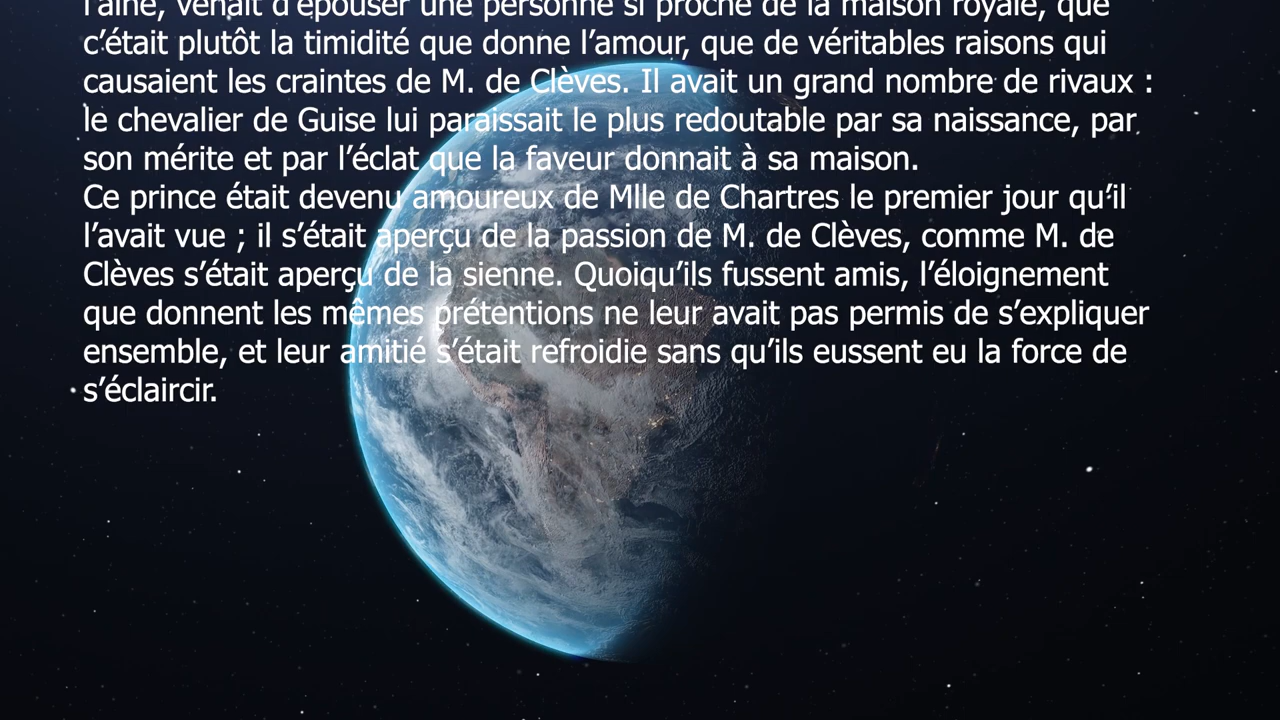 l’aîné, venait d’épouser une personne si proche de la maison royale, que
c’était plutôt la timidité que donne l’amour, que de véritables raisons qui
causaient les craintes de M. de Clèves. Il avait un grand nombre de rivaux :
le chevalier de Guise lui paraissait le plus redoutable par sa naissance, par
son mérite et par l’éclat que la faveur donnait à sa maison.
Ce prince était devenu amoureux de Mlle de Chartres le premier jour qu’il
l’avait vue ; il s’était aperçu de la passion de M. de Clèves, comme M. de
Clèves s’était aperçu de la sienne. Quoiqu’ils fussent amis, l’éloignement
que donnent les mêmes prétentions ne leur avait pas permis de s’expliquer
ensemble, et leur amitié s’était refroidie sans qu’ils eussent eu la force de
s’éclaircir.